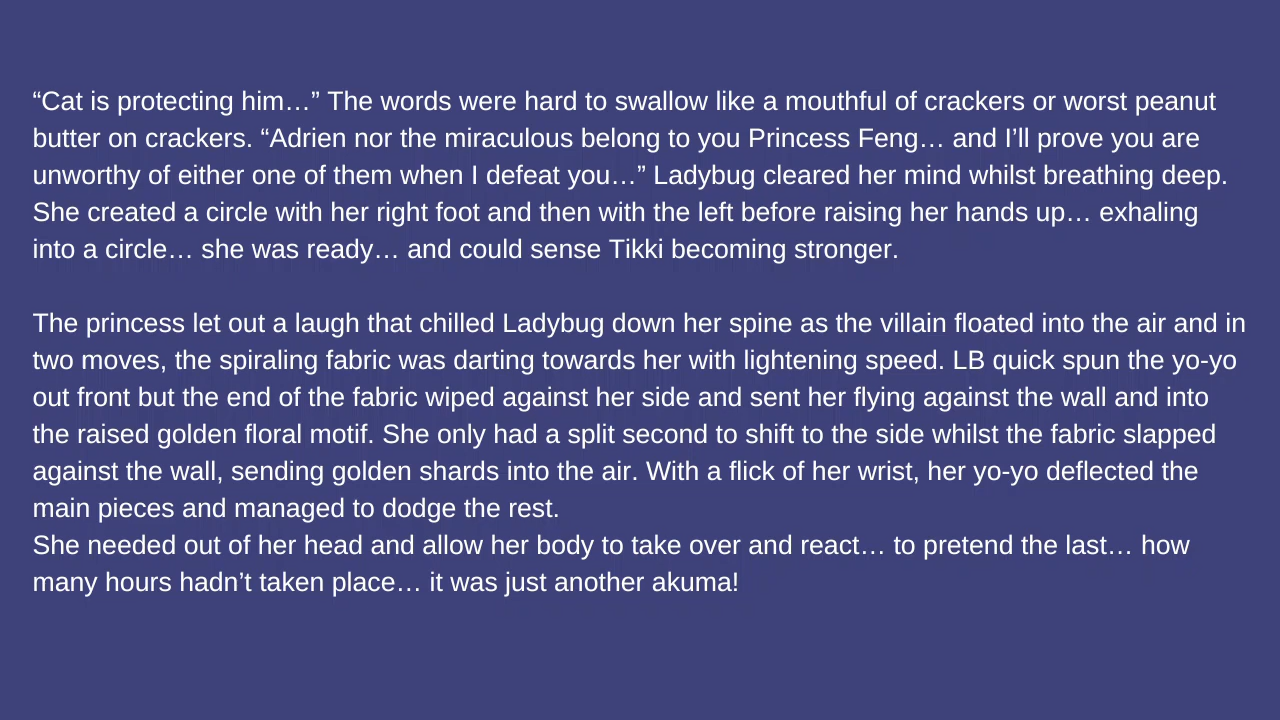 “Cat is protecting him…” The words were hard to swallow like a mouthful of crackers or worst peanut
butter on crackers. “Adrien nor the miraculous belong to you Princess Feng… and I’ll prove you are
unworthy of either one of them when I defeat you…” Ladybug cleared her mind whilst breathing deep.
She created a circle with her right foot and then with the left before raising her hands up… exhaling
into a circle… she was ready… and could sense Tikki becoming stronger.

The princess let out a laugh that chilled Ladybug down her spine as the villain floated into the air and in
two moves, the spiraling fabric was darting towards her with lightening speed. LB quick spun the yo-yo
out front but the end of the fabric wiped against her side and sent her flying against the wall and into
the raised golden floral motif. She only had a split second to shift to the side whilst the fabric slapped
against the wall, sending golden shards into the air. With a flick of her wrist, her yo-yo deflected the
main pieces and managed to dodge the rest.
She needed out of her head and allow her body to take over and react… to pretend the last… how
many hours hadn’t taken place… it was just another akuma!